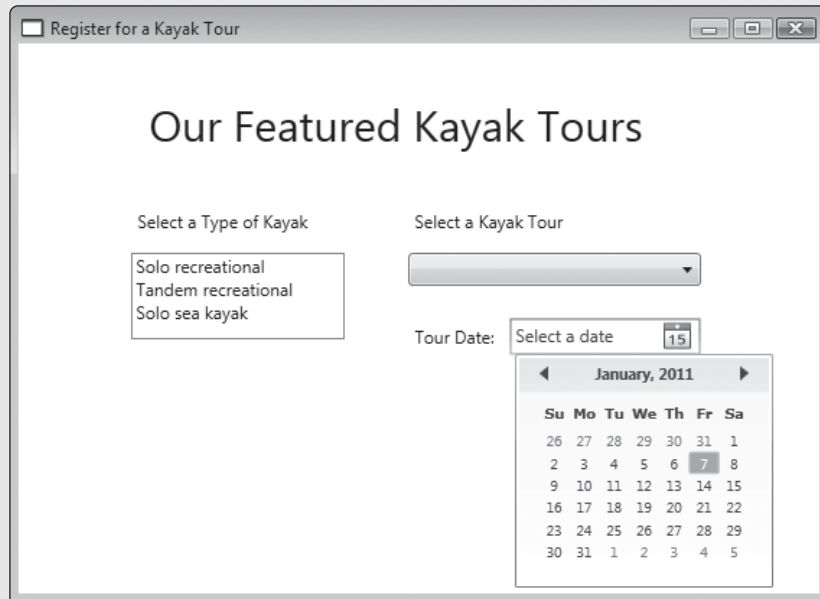 Register for a Kayak Tour
Our Featured Kayak Tours
Select a Type of Kayak
Solo recreational
Tandem recreational
Solo sea kayak
Select a Kayak Tour
Tour Date:
Select a date
15
January, 2011
Su Mo Tu We Th Fr Sa
26 27 28 29 30 31 1
2 3 4 5 6 7 8
9 10 11 12 13 14 15
16 17 18 19 20 21 22
23 24 25 26 27 28 29
30 31 1 2 3 4 5